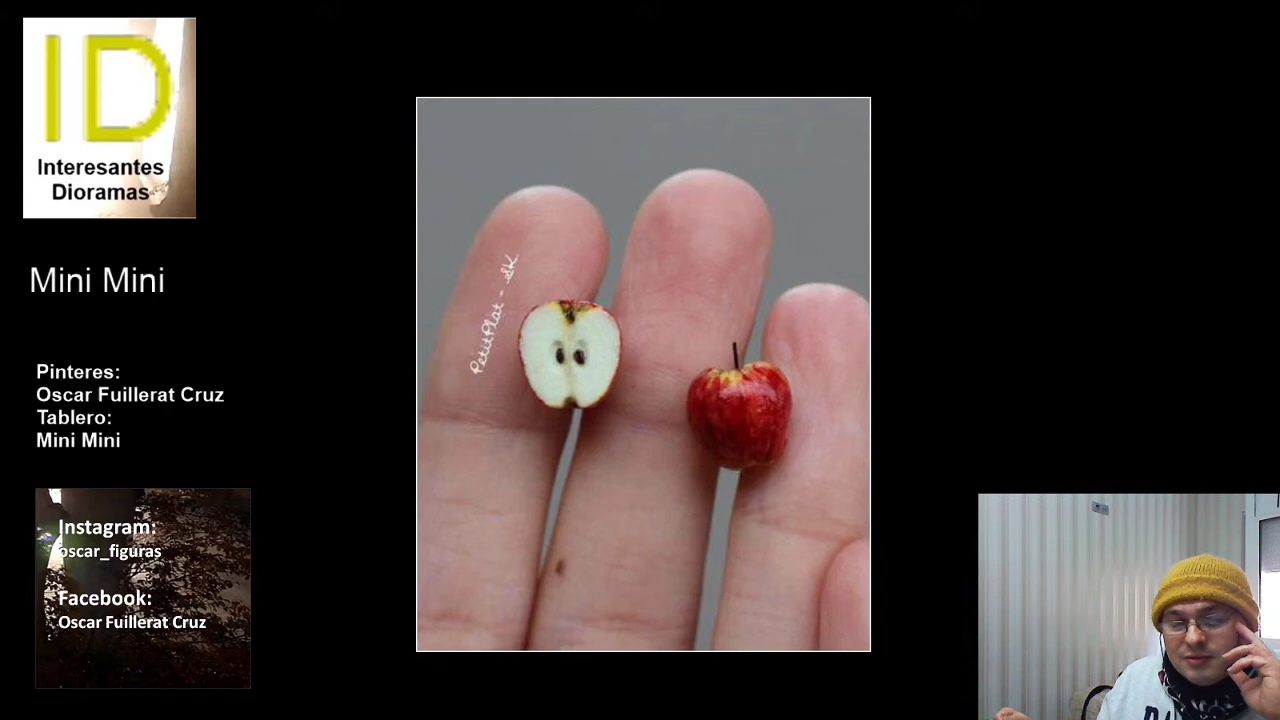 ID
Interesantes
Dioramas
Mini Mini
Pinteres:
Oscar Fuillerat Cruz
Tablero:
Mini Mini
Instagram:
oscar_figuras
Facebook:
Oscar Fuillerat Cruz
PetitPlat - .sk